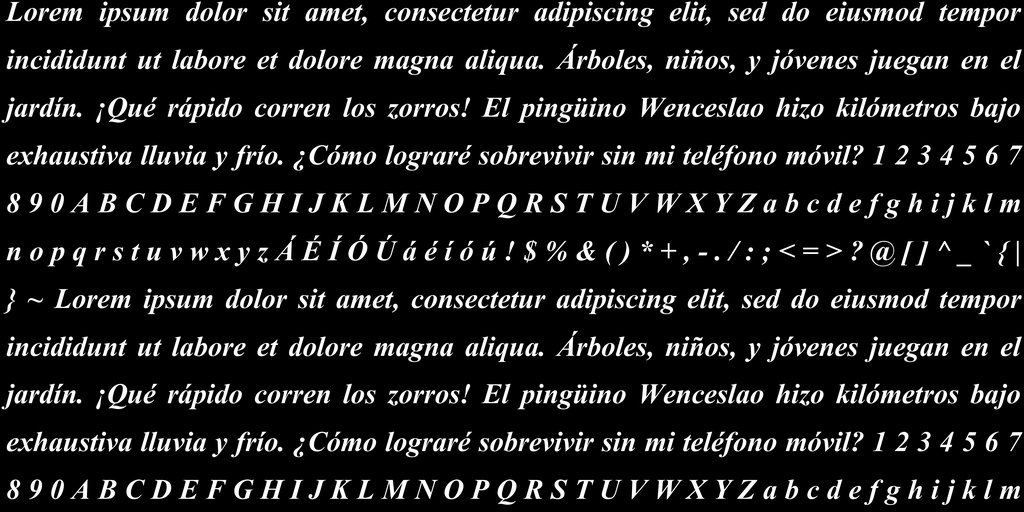 Lorem ipsum dolor sit amet, consectetur adipiscing elit, sed do eiusmod tempor
incididunt ut labore et dolore magna aliqua. Árboles, niños, y jóvenes juegan en el
jardín. ¡Qué rápido corren los zorros! El pingüino Wenceslao hizo kilómetros bajo
exhaustiva lluvia y frío. ¿Cómo lograré sobrevivir sin mi teléfono móvil? 1 2 3 4 5 6 7
8 9 0 A B C D E F G H I J K L M N O P Q R S T U V W X Y Z a b c d e f g h i j k l m
n o p q r s t u v w x y z Á É Í Ó Ú á é í ó ú ! $ % & ( ) * + , - . / : ; < = > ? @ [ ] ^ _ ` { |
} ~ Lorem ipsum dolor sit amet, consectetur adipiscing elit, sed do eiusmod tempor
incididunt ut labore et dolore magna aliqua. Árboles, niños, y jóvenes juegan en el
jardín. ¡Qué rápido corren los zorros! El pingüino Wenceslao hizo kilómetros bajo
exhaustiva lluvia y frío. ¿Cómo lograré sobrevivir sin mi teléfono móvil? 1 2 3 4 5 6 7
8 9 0 A B C D E F G H I J K L M N O P Q R S T U V W X Y Z a b c d e f g h i j k l m